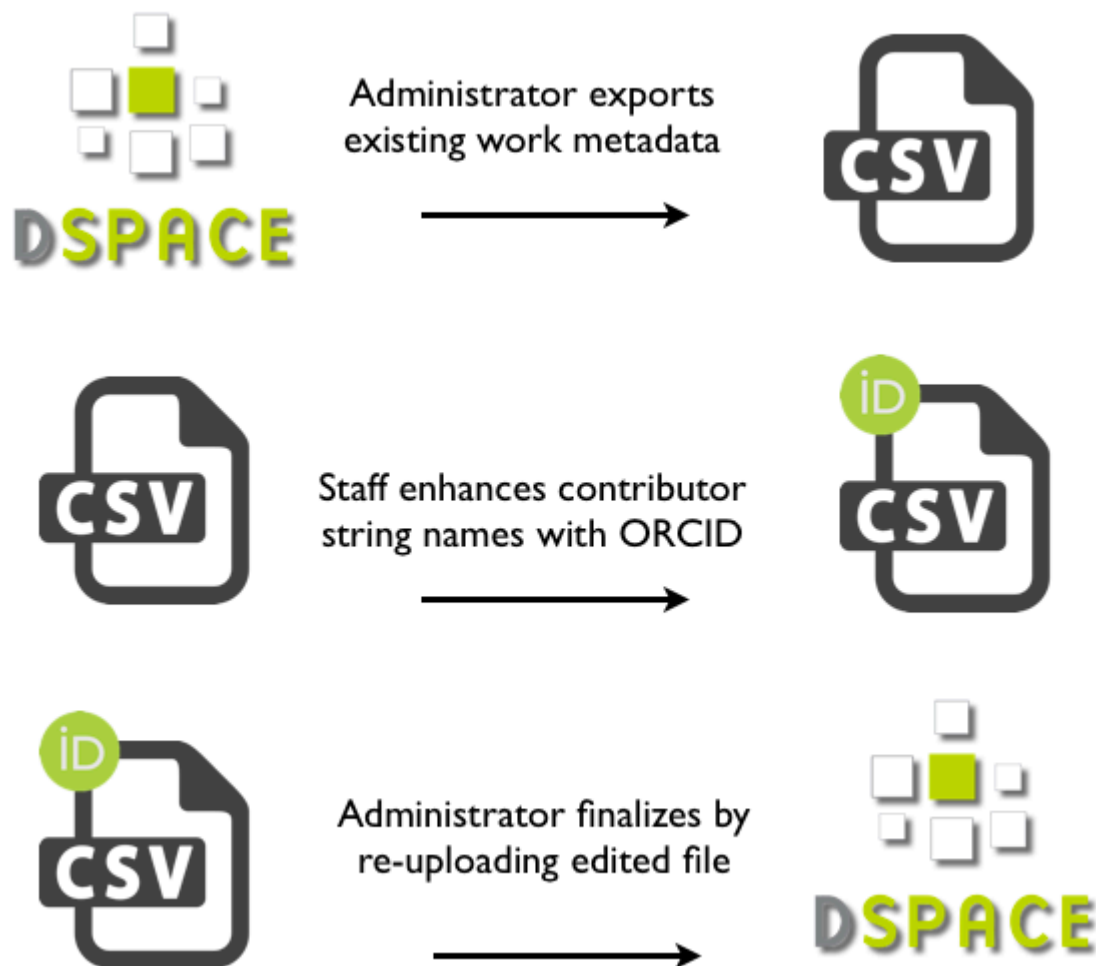 Administrator exports
existing work metadata
CSV
DSPACE
iD
CSV
Staff enhances contributor
string names with ORCID
CSV
iD
CSV
Administrator finalizes by
re-uploading edited file
DSPACE